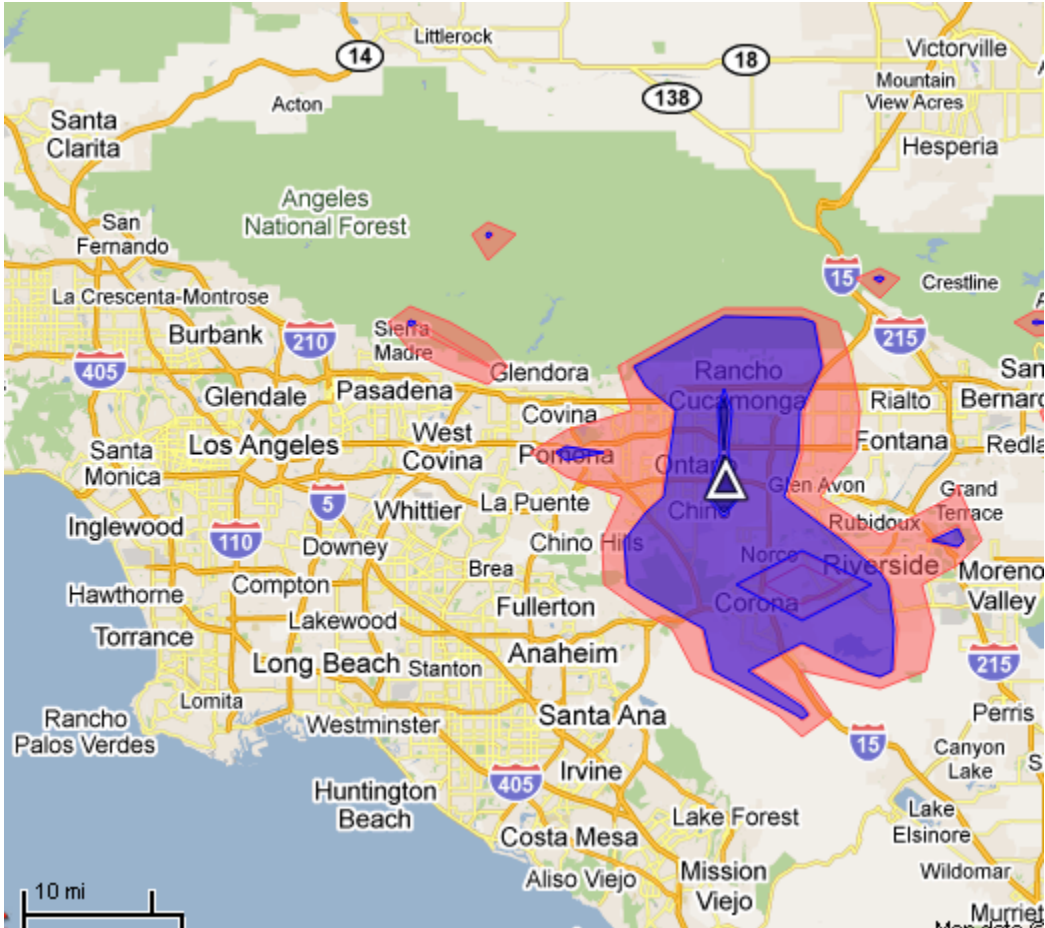 Littlerock
14
18
Victorville
Mountain
View Acres
138
Acton
Santa
Clarita
Hesperia
Angeles
National Forest
San
Fernando
15
Crestline
La Crescenta-Montrose
Burbank
210
Sierra
Madre
215
405
Glendora
Rancho
Cucamonga
San
Pasadena
Glendale
Rialto
Bernard
Covina
West
Covina
Los Angeles
Fontana
Redla
Santa
Monica
Pomona
Ontario
Glen Avon
Grand
Terrace
5
La Puente
Whittier
Chino
Rubidoux
Inglewood
110
Downey
Chino Hills
Norco
Riverside
Brea
Moreno
Valley
Compton
Hawthorne
Fullerton
Corona
Lakewood
Torrance
Anaheim
Long Beach
Stanton
215
Lomita
Santa Ana
Perris
Rancho
Palos Verdes
Westminster
15
Canyon
Lake
S
Irvine
405
Huntington
Beach
Lake Forest
Lake
Elsinore
Costa Mesa
Aliso Viejo
Mission
Viejo
Wildomar
10 mi
Murriet